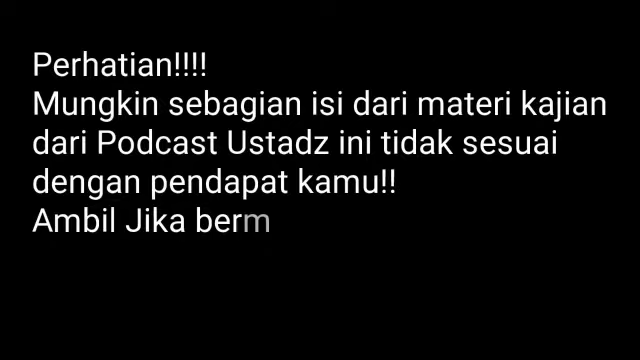 Perhatian!!!!
Mungkin sebagian isi dari materi kajian
dari Podcast Ustadz ini tidak sesuai
dengan pendapat kamu!!
Ambil Jika berm